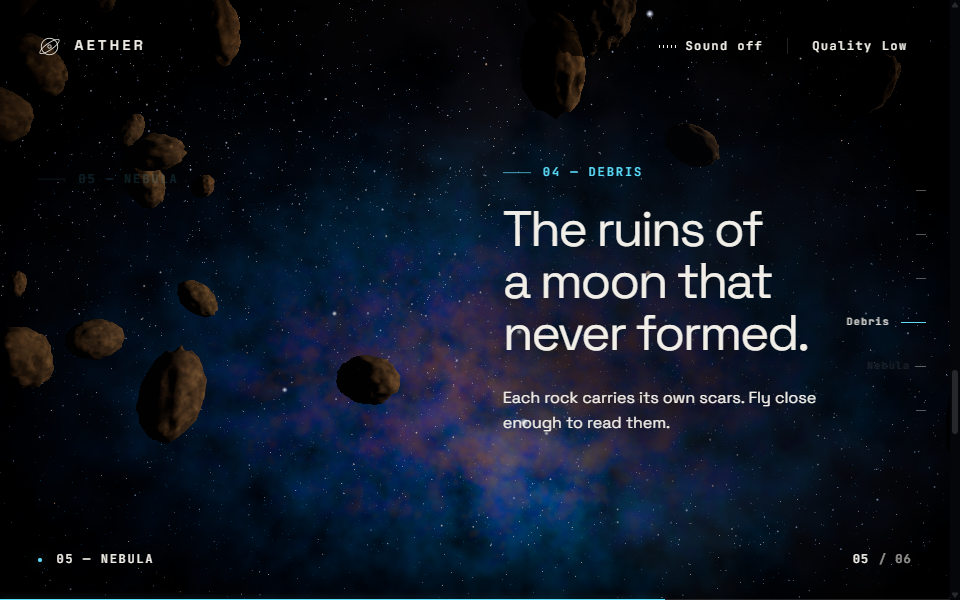 AETHER
Sound off
Quality Low
05 — NEBULA
04 — DEBRIS
The ruins of
a moon that
never formed.
Debris
Nebula
Each rock carries its own scars. Fly close
enough to read them.
05 — NEBULA
05 / 06